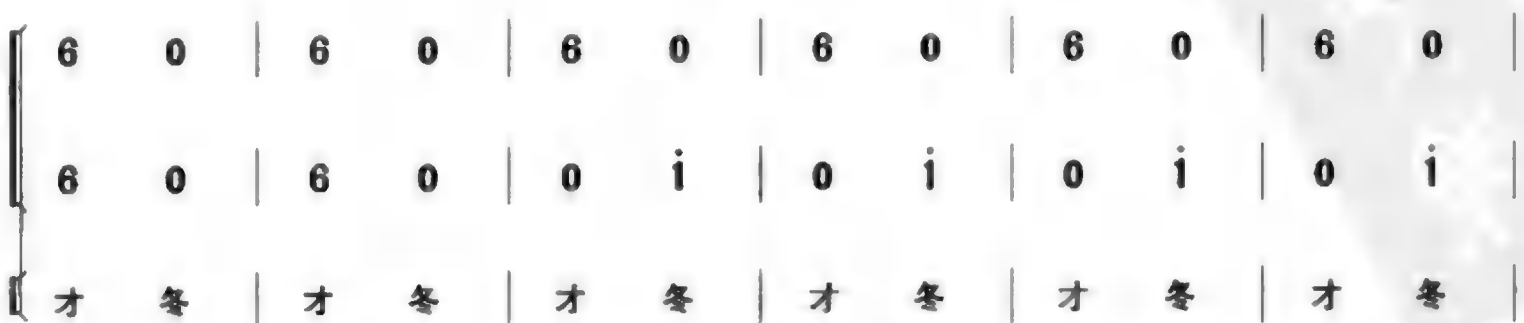 6 0 | 6 0 | 6 0 | 6 0 | 6 0 | 6 0 |
6 0 | 6 0 | 0 i | 0 i | 0 i | 0 i |
才 冬 | 才 冬 | 才 冬 | 才 冬 | 才 冬 | 才 冬 |